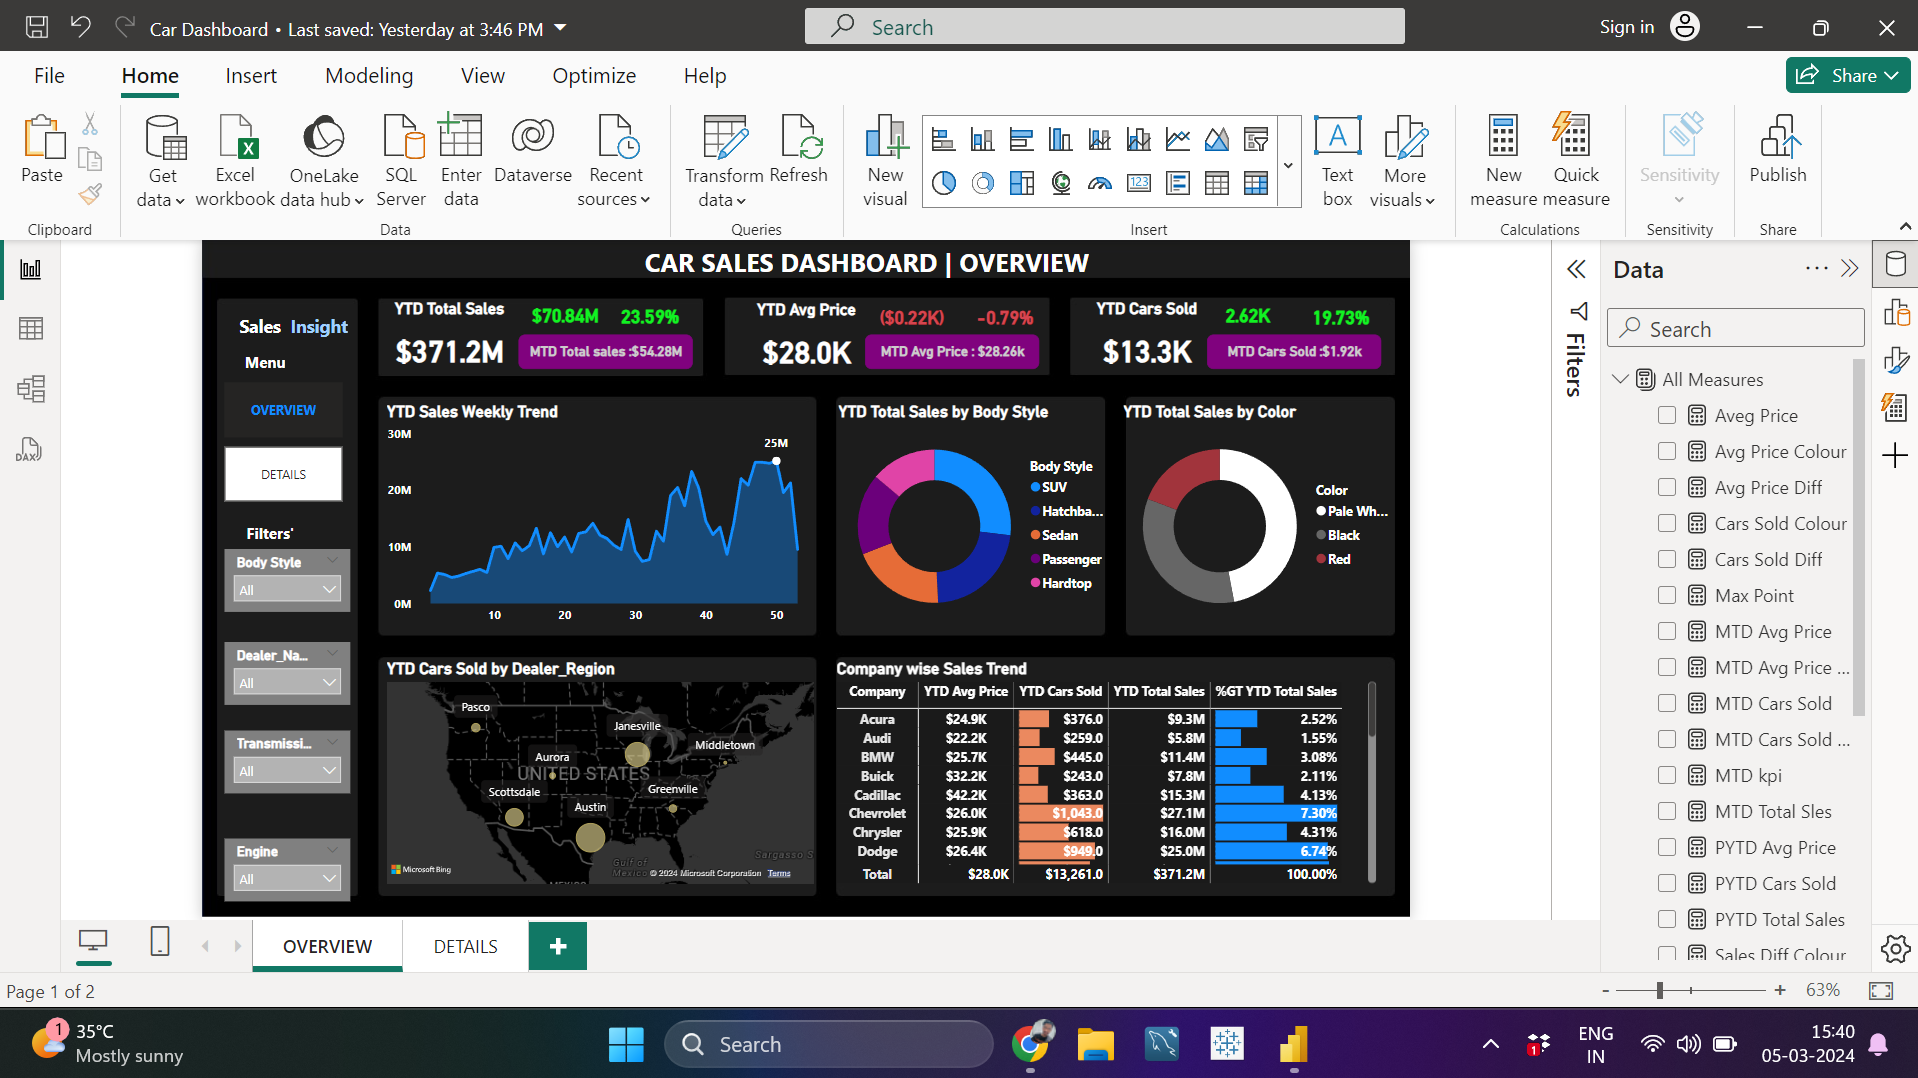 Car Dashboard • Last saved: Yesterday at 3:46 PM
Search
Sign in
File
Home
Insert
Modeling
View
Optimize
Help
Share
Paste
Get data
Excel workbook
OneLake data hub
SQL Server
Enter data
Dataverse
Recent sources
Transform data
Refresh
New visual
Text box
More visuals
New measure
Quick measure
Sensitivity
Publish
Clipboard
Data
Queries
Insert
Calculations
Sensitivity
Share
CAR SALES DASHBOARD | OVERVIEW
Sales Insight
Menu
OVERVIEW
DETAILS
Filters'
Body Style
All
Dealer_Na...
All
Transmissi...
All
Engine
All
YTD Total Sales
$70.84M 23.59%
$371.2M
MTD Total sales :$54.28M
YTD Avg Price
($0.22K) -0.79%
$28.0K
MTD Avg Price : $28.26k
YTD Cars Sold
2.62K 19.73%
$13.3K
MTD Cars Sold :$1.92k
YTD Sales Weekly Trend
30M
25M
20M
10M
0M
10 20 30 40 50
YTD Total Sales by Body Style
Body Style
SUV
Hatchba...
Sedan
Passenger
Hardtop
YTD Total Sales by Color
Color
Pale Wh...
Black
Red
YTD Cars Sold by Dealer_Region
Pasco
Janesville
Middletown
Aurora
UNITED STATES
Scottsdale
Greenville
Austin
Gulf of Mexico
Sargasso S
MEXICO
Microsoft Bing
© 2024 Microsoft Corporation Terms
Company wise Sales Trend
Company YTD Avg Price YTD Cars Sold YTD Total Sales %GT YTD Total Sales
Acura $24.9K $376.0 $9.3M 2.52%
Audi $22.2K $259.0 $5.8M 1.55%
BMW $25.7K $445.0 $11.4M 3.08%
Buick $32.2K $243.0 $7.8M 2.11%
Cadillac $42.2K $363.0 $15.3M 4.13%
Chevrolet $26.0K $1,043.0 $27.1M 7.30%
Chrysler $25.9K $618.0 $16.0M 4.31%
Dodge $26.4K $949.0 $25.0M 6.74%
Total $28.0K $13,261.0 $371.2M 100.00%
Filters
Data
Search
All Measures
Aveg Price
Avg Price Colour
Avg Price Diff
Cars Sold Colour
Cars Sold Diff
Max Point
MTD Avg Price
MTD Avg Price ...
MTD Cars Sold
MTD Cars Sold ...
MTD kpi
MTD Total Sles
PYTD Avg Price
PYTD Cars Sold
PYTD Total Sales
Sales Diff Colour
DAX
OVERVIEW
DETAILS
Page 1 of 2
63%
1
35°C
Mostly sunny
Search
1
ENG
IN
15:40
05-03-2024